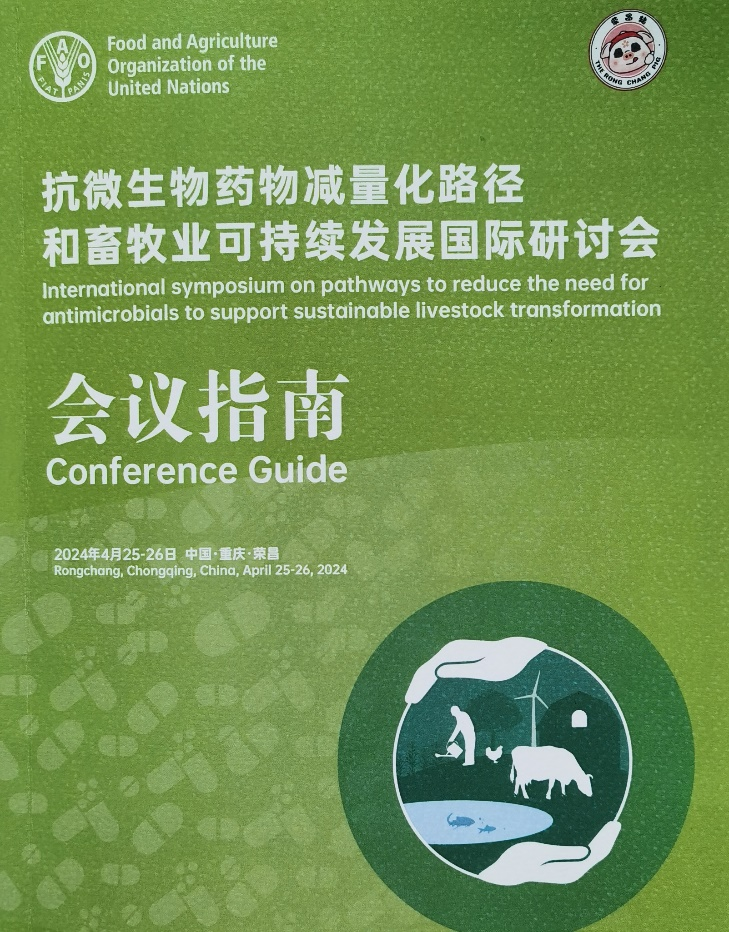 FAO
FIAT PANIS
Food and Agriculture
Organization of the
United Nations
荣昌猪
THE RONG CHANG PIG
抗微生物药物减量化路径
和畜牧业可持续发展国际研讨会
International symposium on pathways to reduce the need for
antimicrobials to support sustainable livestock transformation
会议指南
Conference Guide
2024年4月25-26日 中国·重庆·荣昌
Rongchang, Chongqing, China, April 25-26, 2024